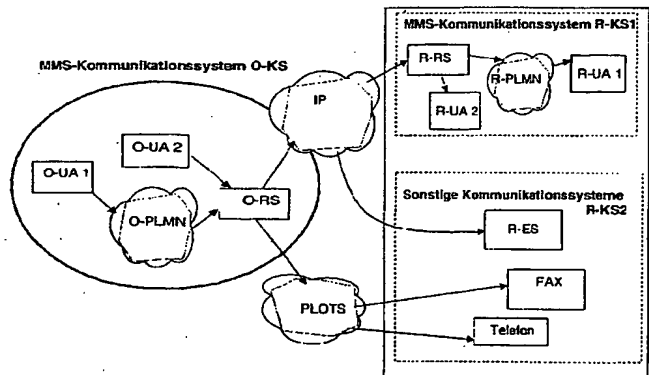 MMS-Kommunikationssystem R-KS1
MMS-Kommunikationssystem O-KS
R-RS
R-PLMN
R-UA 1
R-UA 2
IP
O-UA 2
O-UA 1
O-RS
O-PLMN
Sonstige Kommunikationssysteme
R-KS2
R-ES
FAX
PLOTS
Telefon